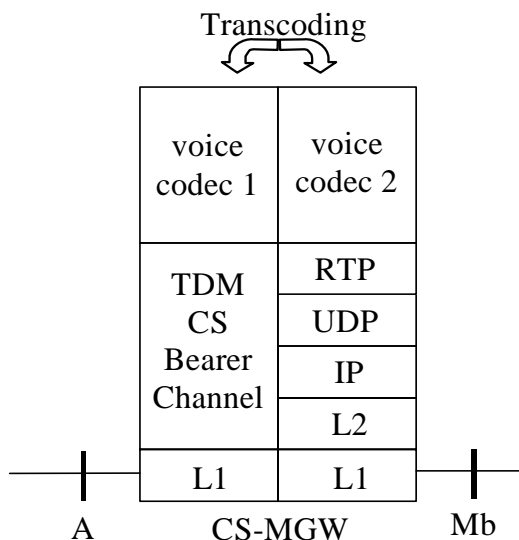 Transcoding
voice
codec 1
voice
codec 2
TDM
CS
Bearer
Channel
RTP
UDP
IP
L2
L1
L1
A
CS-MGW
Mb